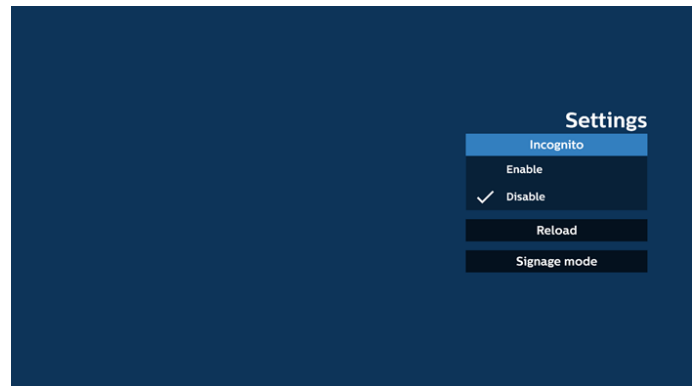 Settings
Incognito
Enable
Disable
Reload
Signage mode